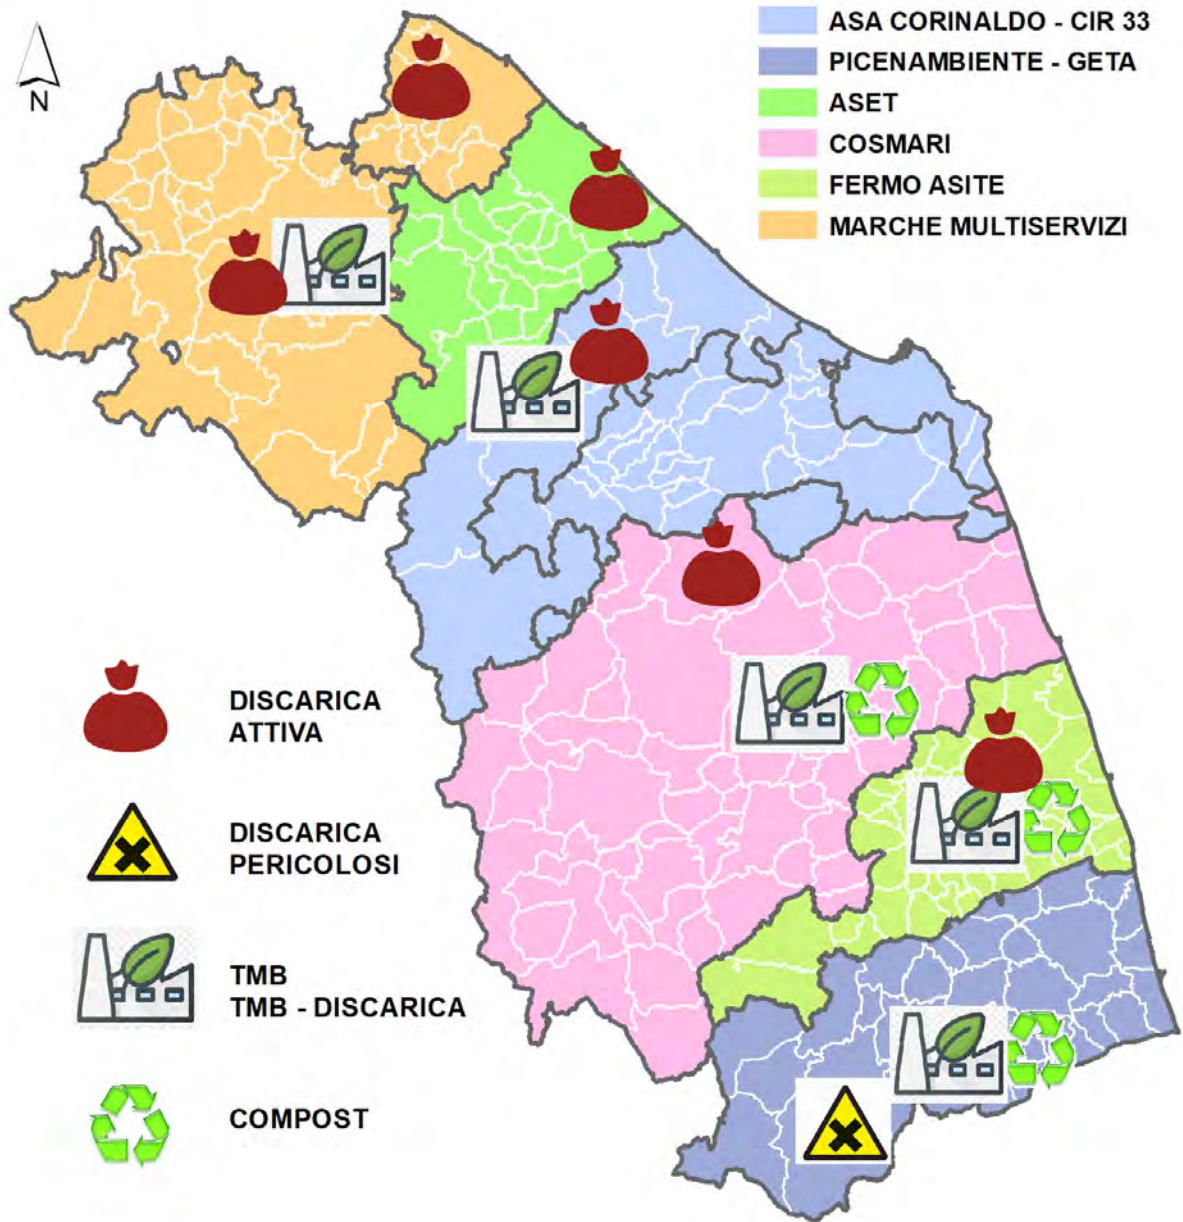 ASA CORINALDO - CIR 33
PICENAMBIENTE - GETA
ASET
COSMARI
FERMO ASITE
MARCHE MULTISERVIZI
N
DISCARICA
ATTIVA
DISCARICA
PERICOLOSI
TMB
TMB - DISCARICA
COMPOST